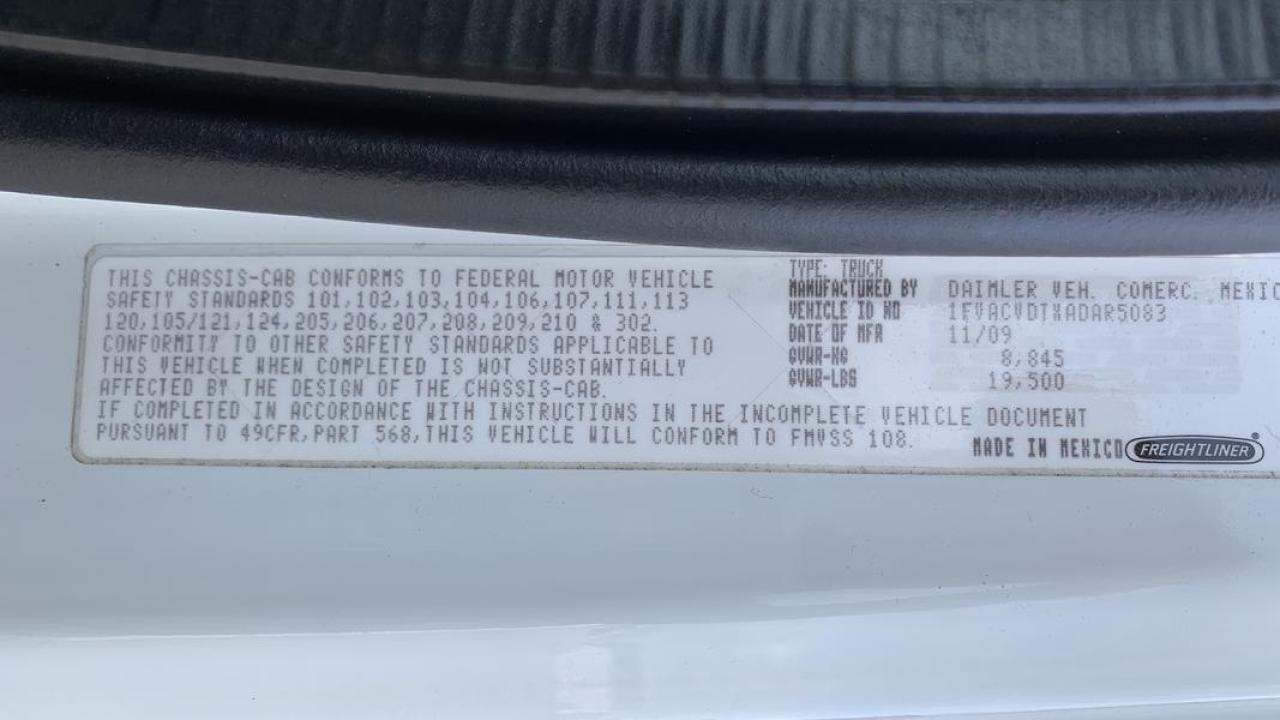 THIS CHASSIS-CAB CONFORMS TO FEDERAL MOTOR VEHICLE
SAFETY STANDARDS 101,102,103,104,106,107,111,113
120,105/121,124,205,206,207,208,209,210 & 302.
CONFORMITY TO OTHER SAFETY STANDARDS APPLICABLE TO
THIS VEHICLE WHEN COMPLETED IS NOT SUBSTANTIALLY
AFFECTED BY THE DESIGN OF THE CHASSIS-CAB.
IF COMPLETED IN ACCORDANCE WITH INSTRUCTIONS IN THE INCOMPLETE VEHICLE DOCUMENT
PURSUANT TO 49CFR,PART 568,THIS VEHICLE WILL CONFORM TO FMVSS 108.
TYPE: TRUCK
MANUFACTURED BY DAIMLER VEH. COMERC. MEXIC
VEHICLE ID NO 1FVACVDTXADAR5083
DATE OF MFR 11/09
GVWR-KG 8,845
GVWR-LBS 19,500
MADE IN MEXICO FREIGHTLINER